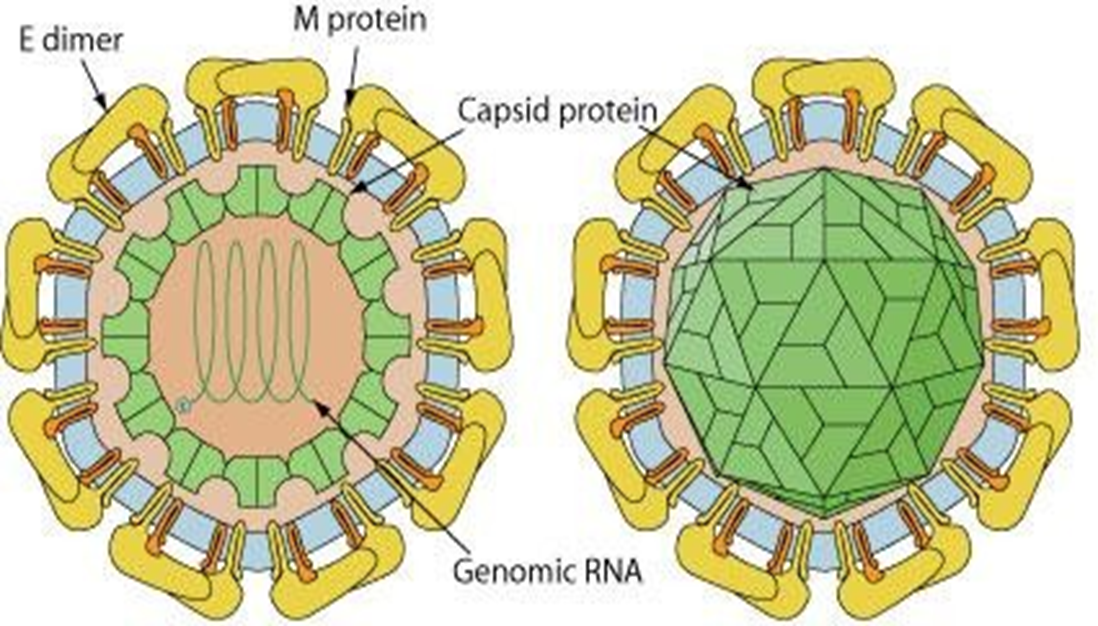 M protein
E dimer
Capsid protein
Genomic RNA